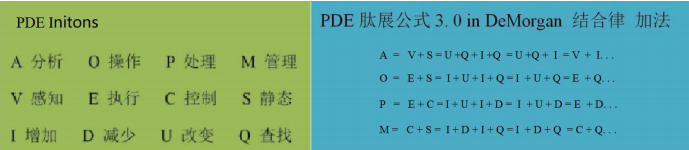 PDE Initons
A 分析 O 操作 P 处理 M 管理
V 感知 E 执行 C 控制 S 静态
I 增加 D 减少 U 改变 Q 查找
PDE 肽展公式 3. 0 in DeMorgan 结合律 加法
A = V+S = U+Q + I+Q = U+Q+ I = V + I. . .
O = E+S = I + U + I + Q = I + U + Q = E + Q. . .
P = E+C = I + U + I + D = I + U+D = E + D. . .
M = C+S = I + D + I + Q = I + D + Q = C + Q. . .